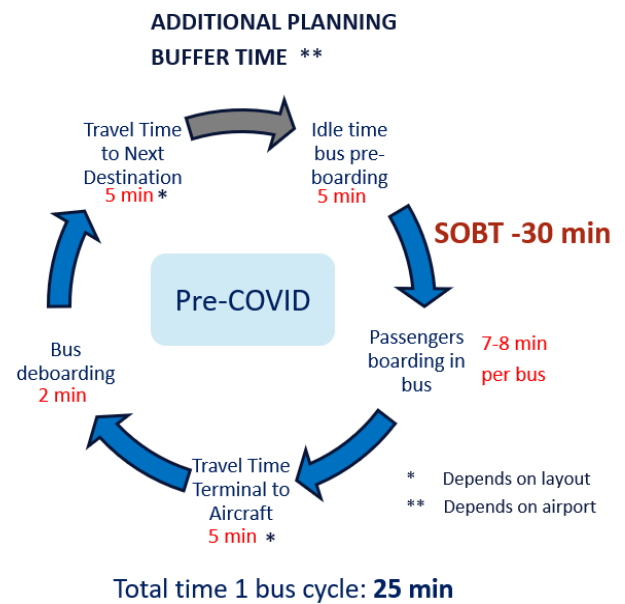 ADDITIONAL PLANNING
BUFFER TIME **
Travel Time
to Next
Destination
5 min *
Idle time
bus pre-
boarding
5 min
SOBT -30 min
Pre-COVID
Passengers
boarding in
bus
7-8 min
per bus
Bus
deboarding
2 min
Travel Time
Terminal to
Aircraft
5 min *
* Depends on layout
** Depends on airport
Total time 1 bus cycle: 25 min